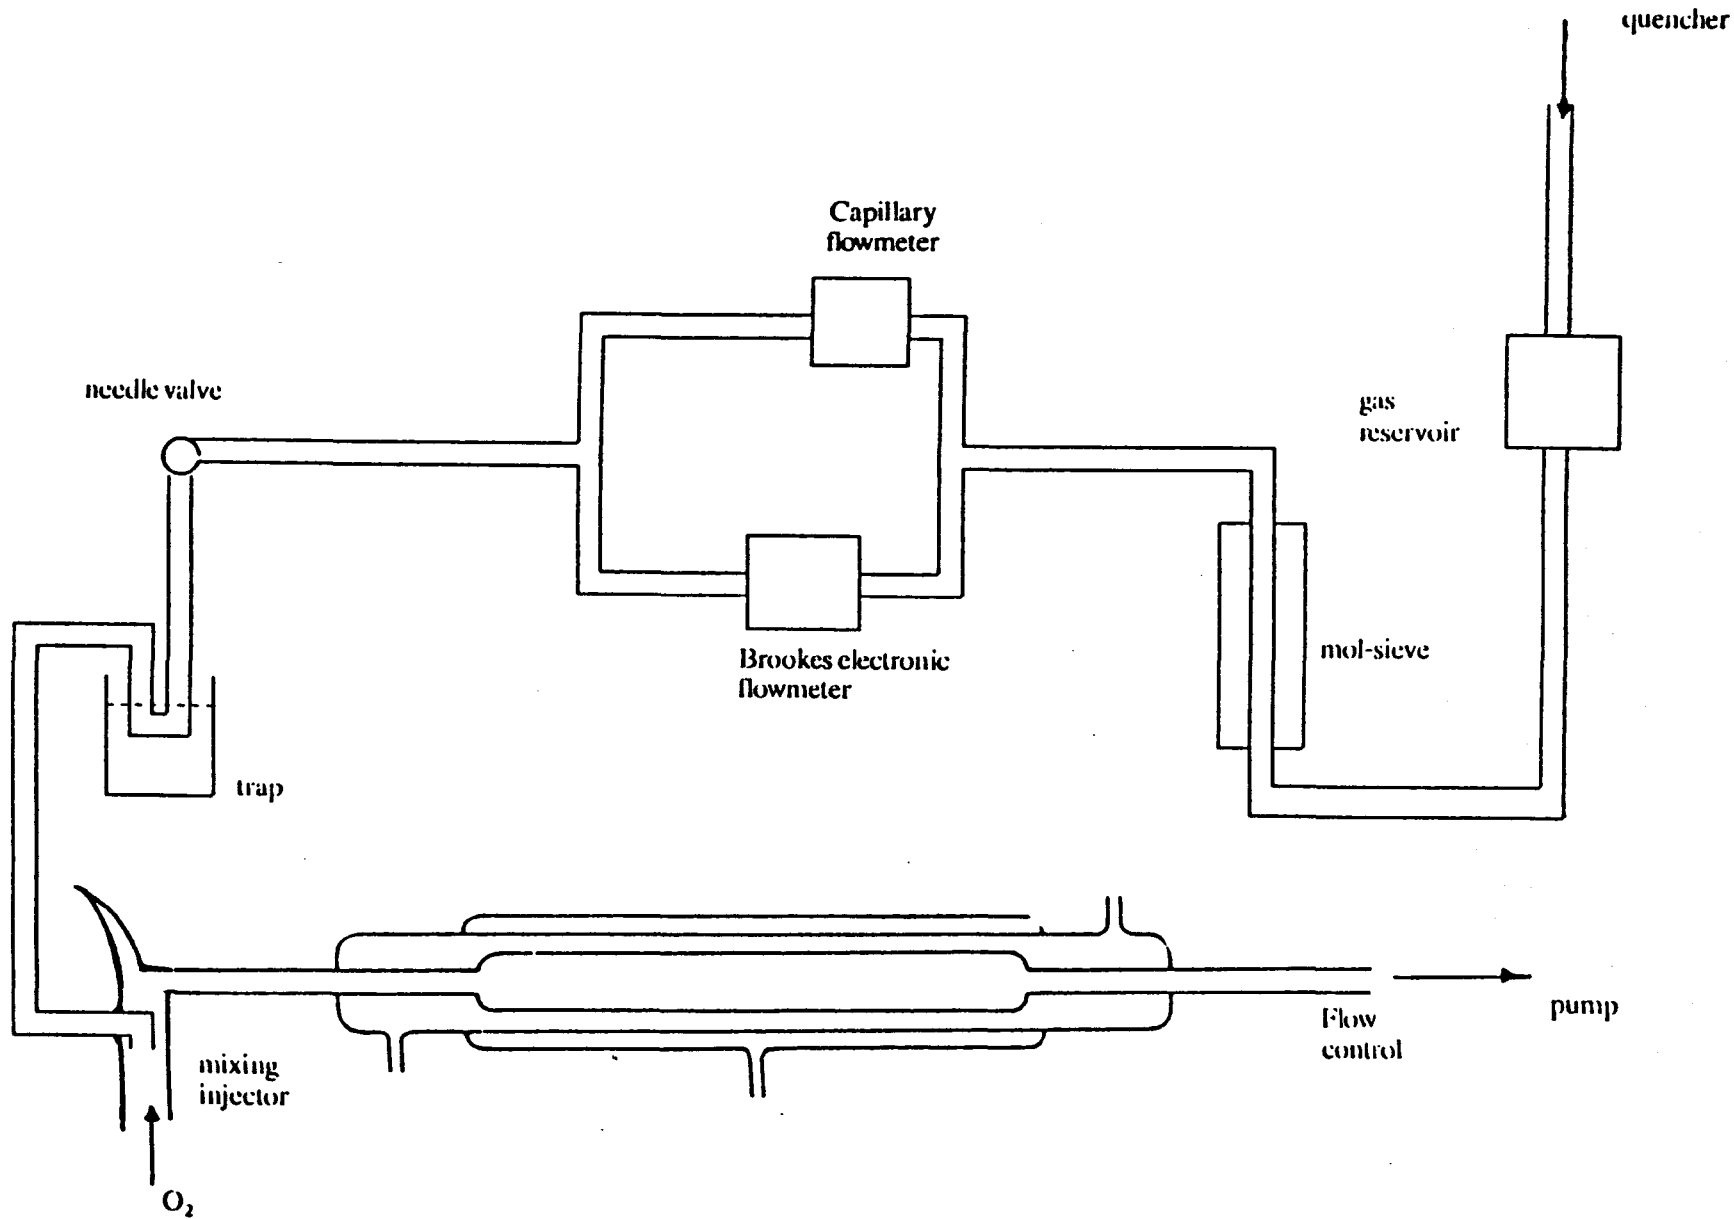 quencher
Capillary
flowmeter
needle valve
gas
reservoir
mol-sieve
Brookes electronic
flowmeter
trap
Flow
control
pump
mixing
injector
O₂